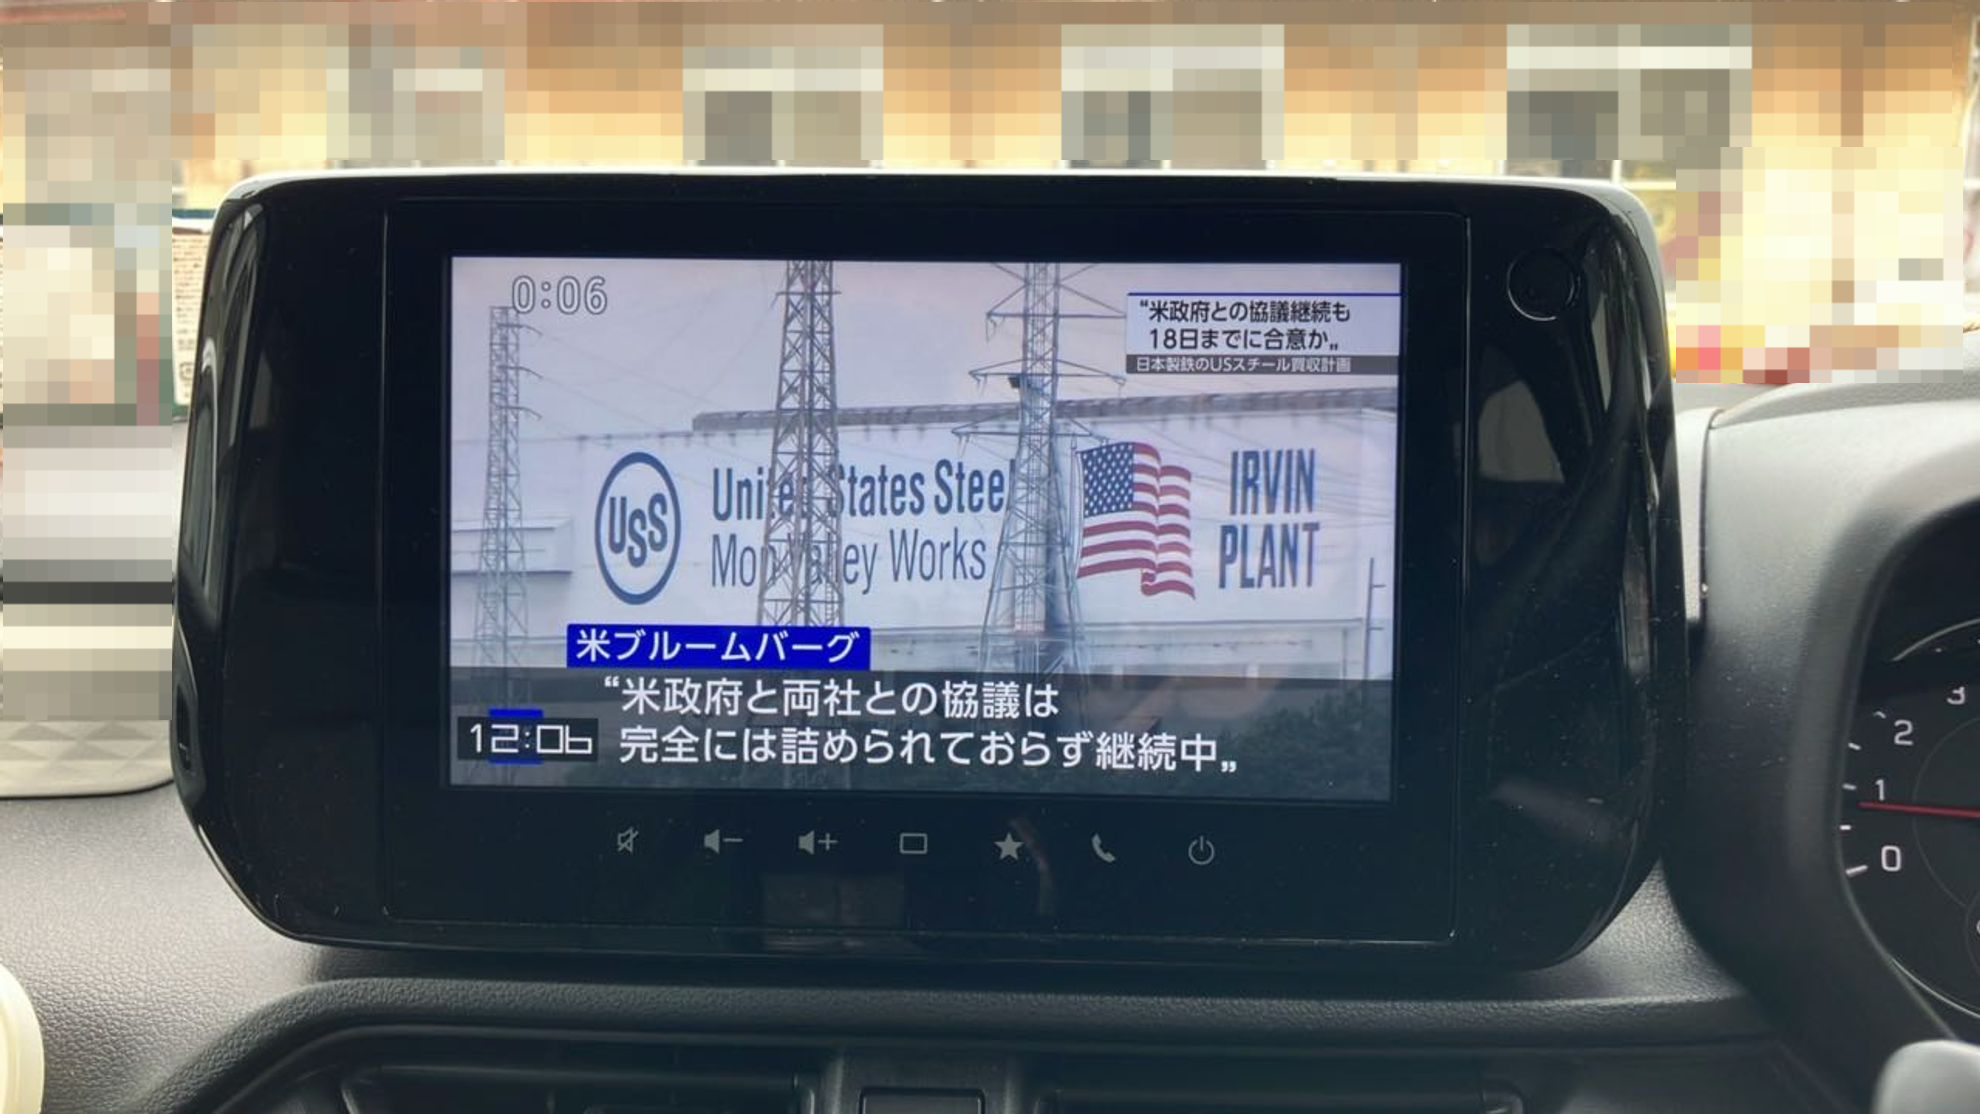 0:06
“米政府との協議継続も
18日までに合意か„
日本製鉄のUSスチール買収計画
USS
United States Steel
Mon Valley Works
IRVIN
PLANT
米ブルームバーグ
“米政府と両社との協議は
完全には詰められておらず継続中„
12:06
3
2
1
0